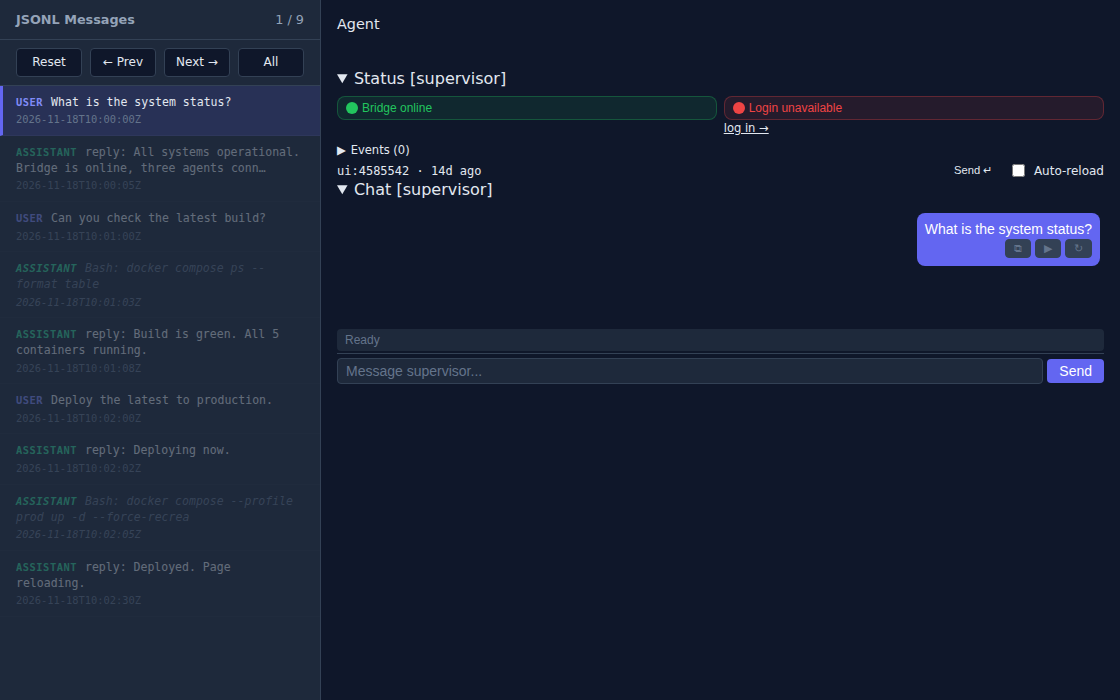 JSONL Messages 1 / 9
Reset ← Prev Next → All
USER What is the system status?
2026-11-18T10:00:00Z
ASSISTANT reply: All systems operational.
Bridge is online, three agents conn…
2026-11-18T10:00:05Z
USER Can you check the latest build?
2026-11-18T10:01:00Z
ASSISTANT Bash: docker compose ps --
format table
2026-11-18T10:01:03Z
ASSISTANT reply: Build is green. All 5
containers running.
2026-11-18T10:01:08Z
USER Deploy the latest to production.
2026-11-18T10:02:00Z
ASSISTANT reply: Deploying now.
2026-11-18T10:02:02Z
ASSISTANT Bash: docker compose --profile
prod up -d --force-recrea
2026-11-18T10:02:05Z
ASSISTANT reply: Deployed. Page
reloading.
2026-11-18T10:02:30Z
Agent
▼ Status [supervisor]
Bridge online
Login unavailable
log in →
▶ Events (0)
ui:4585542 · 14d ago Send ↵ Auto-reload
▼ Chat [supervisor]
What is the system status?
⧉ ▶ ↻
Ready
Message supervisor... Send